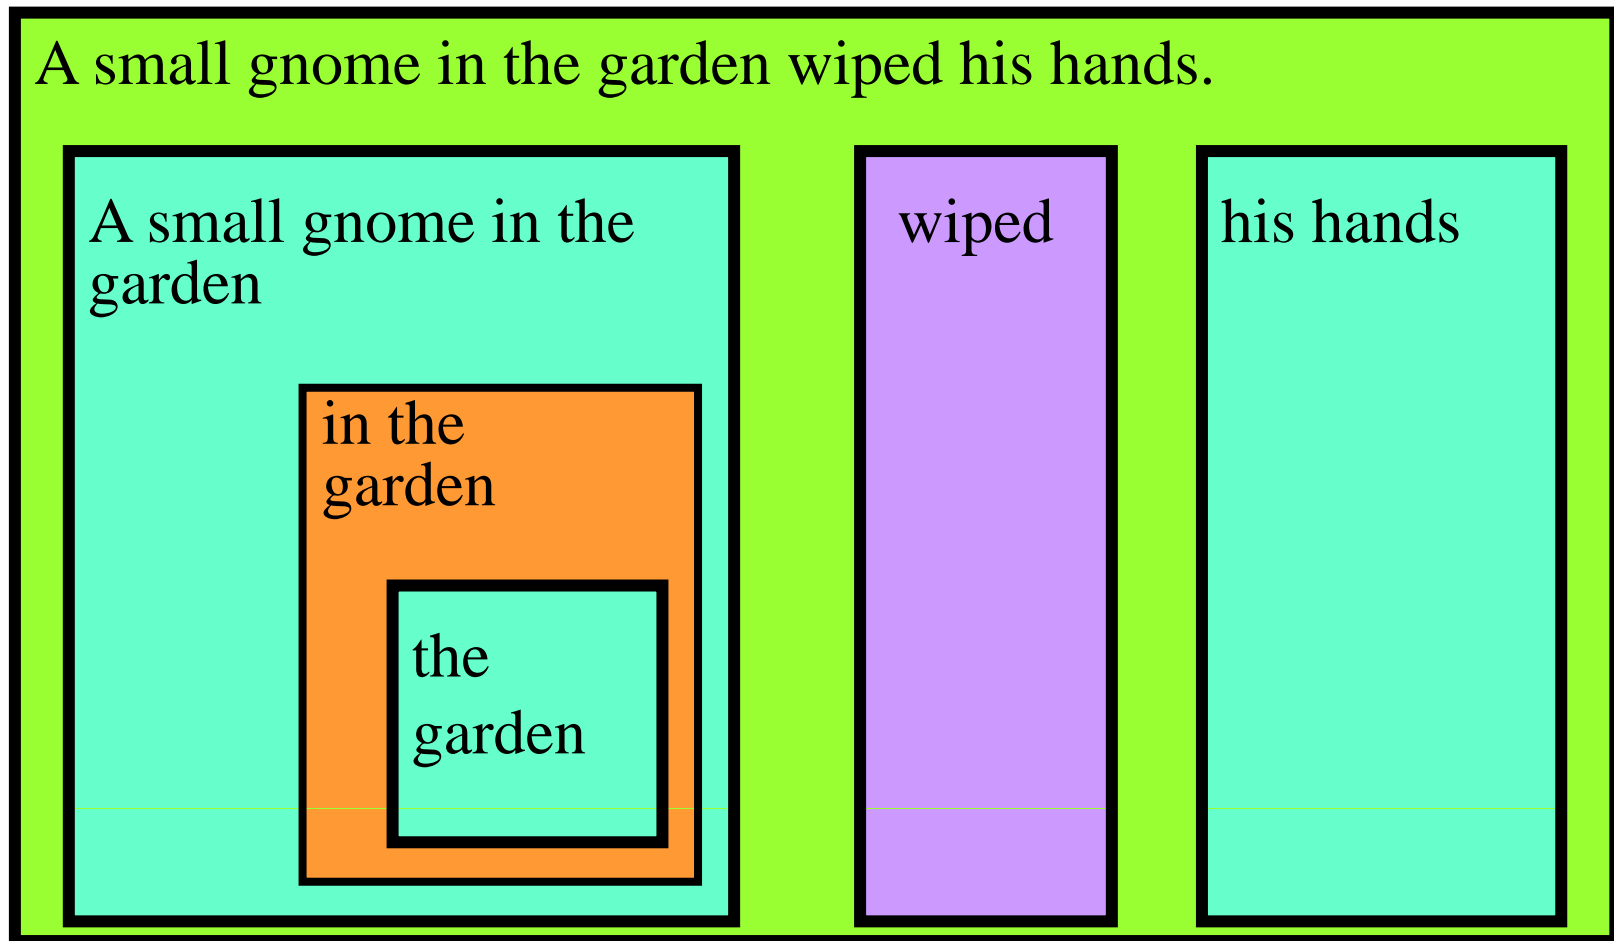 A small gnome in the garden wiped his hands.
A small gnome in the
garden
in the
garden
the
garden
wiped
his hands